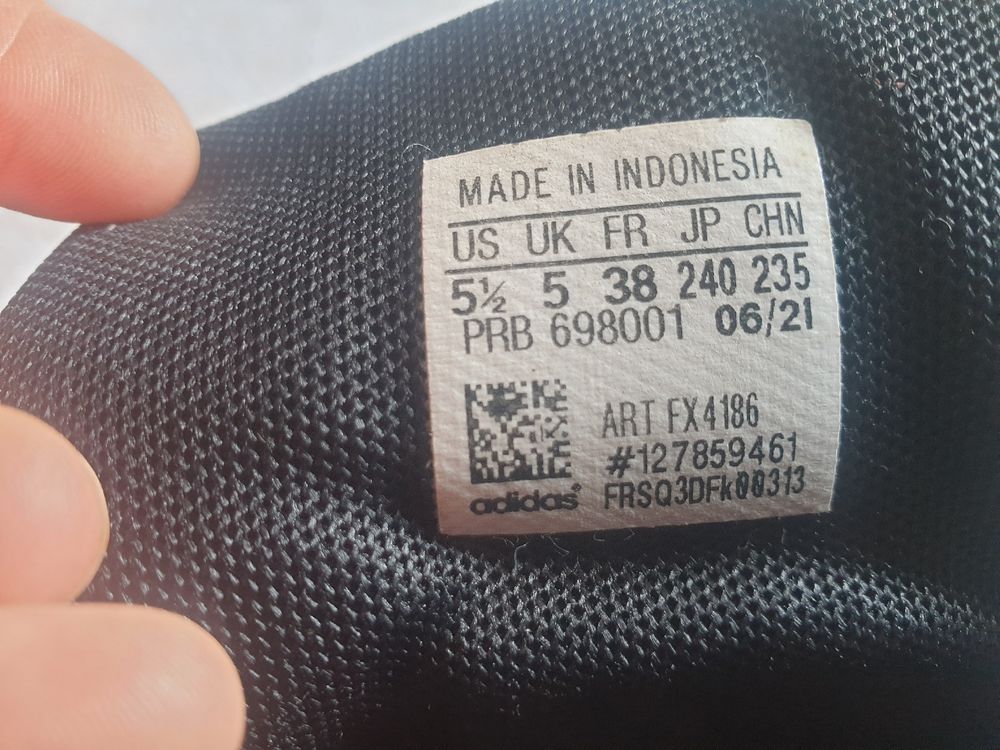 MADE IN INDONESIA
US UK FR JP CHN
5½ 5 38 240 235
PRB 698001 06/21
ART FX4186
#127859461
adidas®